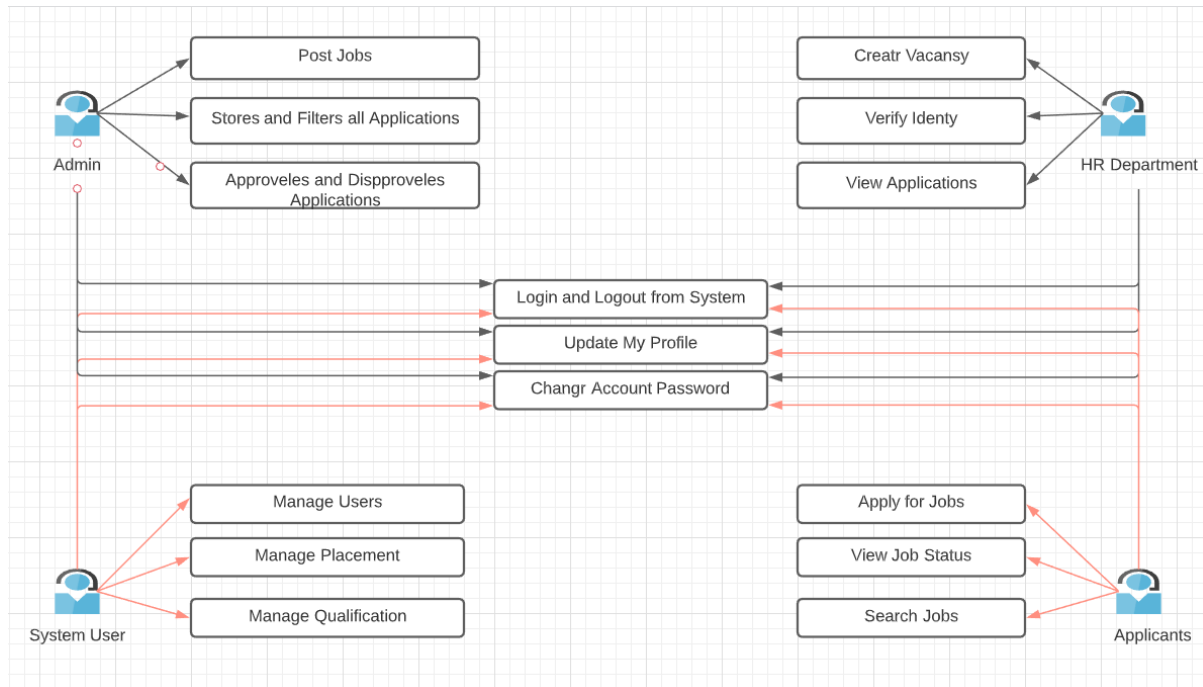 Post Jobs
Creatr Vacansy
Stores and Filters all Applications
Verify Identy
Admin
HR Department
Approveles and Dispproveles
Applications
View Applications
Login and Logout from System
Update My Profile
Changr Account Password
Manage Users
Apply for Jobs
Manage Placement
View Job Status
Manage Qualification
Search Jobs
System User
Applicants